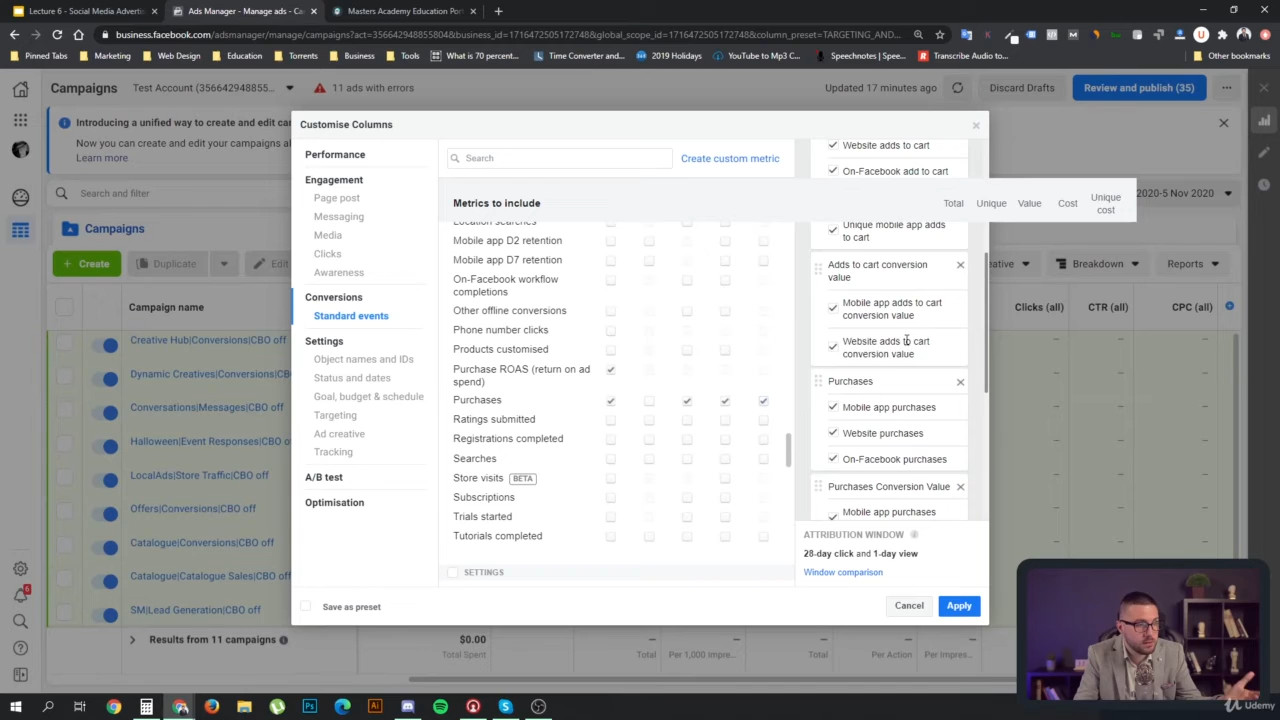 Lecture 6 - Social Media Adverti
Ads Manager - Manage ads - Ca
Masters Academy Education Port
business.facebook.com/adsmanager/manage/campaigns?act=356642948855804&business_id=171647250517274&global_scope_id=171647250517274&column_preset=TARGETING_AND...
Pinned Tabs
Marketing
Web Design
Education
Torrents
Business
Tools
What is 70 percent...
Time Converter and...
2019 Holidays
YouTube to Mp3 C...
Speechnotes | Spee...
Transcribe Audio to...
Other bookmarks
Campaigns
Test Account (356642948855...
11 ads with errors
Updated 17 minutes ago
Discard Drafts
Review and publish (35)
Introducing a unified way to create and edit car
Now you can create and edit your campaigns al
Learn more
Search and filter
2020-5 Nov 2020
Campaigns
Create
Duplicate
Edit
eative
Breakdown
Reports
Campaign name
Clicks (all)
CTR (all)
CPC (all)
Creative Hub|Conversions|CBO off
Dynamic Creatives|Conversions|CBO
Conversations|Messages|CBO off
Halloween|Event Responses|CBO o
LocalAds|Store Traffic|CBO off
Offers|Conversions|CBO off
Catalogue|Conversions|CBO off
Catalogue|Catalogue Sales|CBO off
SM|Lead Generation|CBO off
Results from 11 campaigns
$0.00
Total Spent
Total
Per 1,000 Impre...
Total
Per Action
Per Impres...
Customise Columns
Performance
Engagement
Page post
Messaging
Media
Clicks
Awareness
Conversions
Standard events
Settings
Object names and IDs
Status and dates
Goal, budget & schedule
Targeting
Ad creative
Tracking
A/B test
Optimisation
Search
Create custom metric
Metrics to include
Total
Unique
Value
Cost
Unique
cost
Location searches
Mobile app D2 retention
Mobile app D7 retention
On-Facebook workflow
completions
Other offline conversions
Phone number clicks
Products customised
Purchase ROAS (return on ad
spend)
Purchases
Ratings submitted
Registrations completed
Searches
Store visits BETA
Subscriptions
Trials started
Tutorials completed
SETTINGS
Website adds to cart
On-Facebook add to cart
Unique mobile app adds
to cart
Adds to cart conversion
value
Mobile app adds to cart
conversion value
Website adds to cart
conversion value
Purchases
Mobile app purchases
Website purchases
On-Facebook purchases
Purchases Conversion Value
Mobile app purchases
ATTRIBUTION WINDOW
28-day click and 1-day view
Window comparison
Save as preset
Cancel
Apply
Udemy